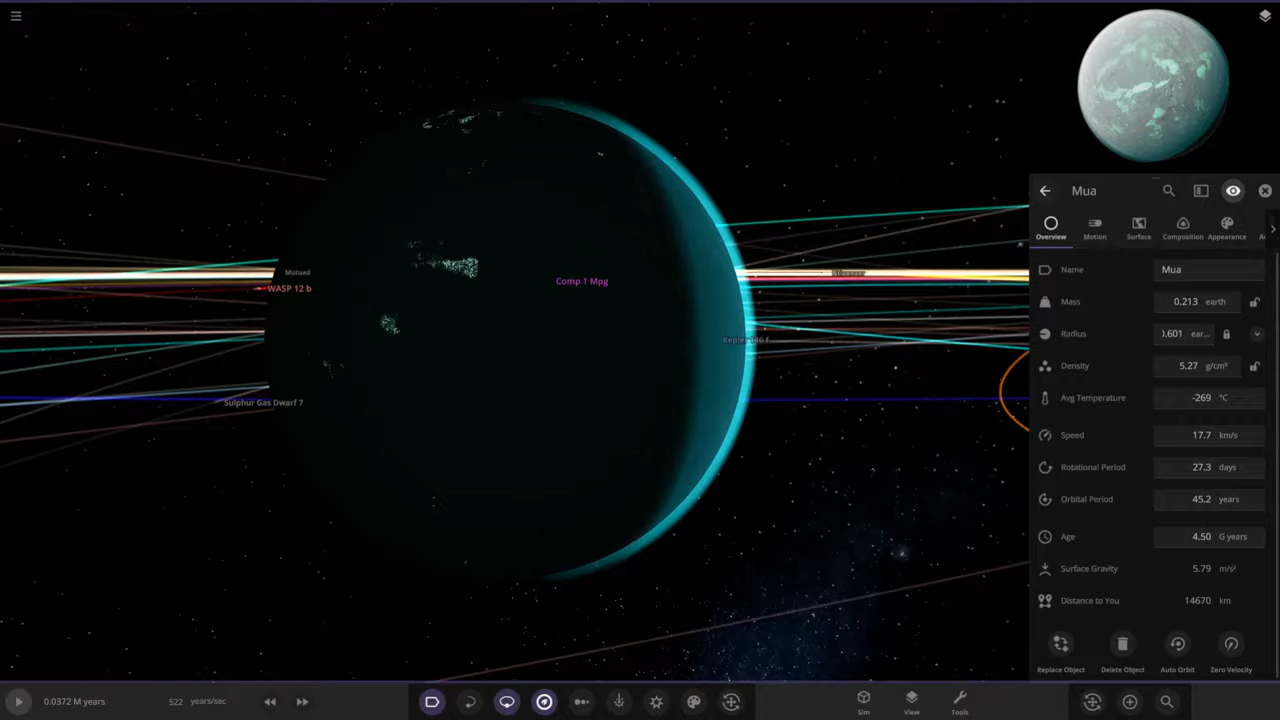 Mua
Overview
Motion
Surface
Composition
Appearance
Name
Mua
Mass
0.213 earth
Radius
0.601 ear...
Density
5.27 g/cm³
Avg Temperature
-269 °C
Speed
17.7 km/s
Rotational Period
27.3 days
Orbital Period
45.2 years
Age
4.50 G years
Surface Gravity
5.79 m/s²
Distance to You
14670 km
Replace Object
Delete Object
Auto Orbit
Zero Velocity
Motuad
WASP 12 b
Comp 1 Mpg
Sulphur Gas Dwarf 7
0.0372 M years
522 years/sec
Sim
View
Tools